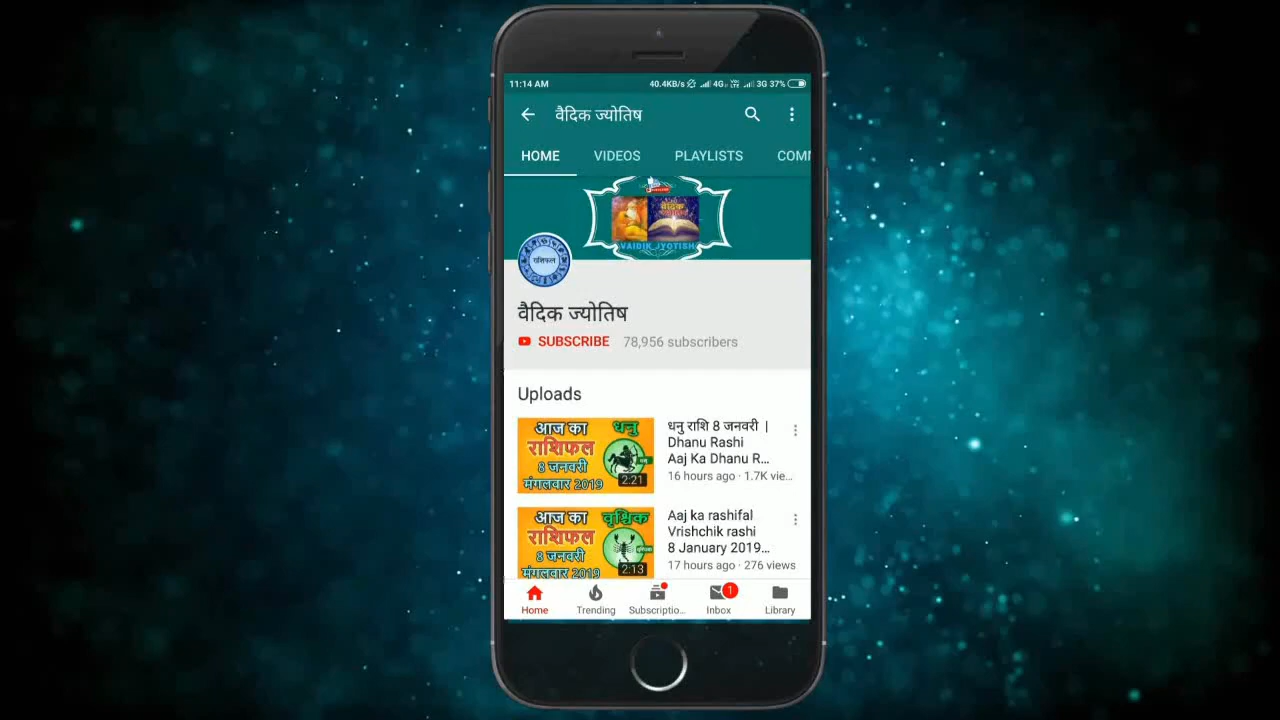 11:14 AM
40.4KB/s 4G VoLTE 3G 37%
वैदिक ज्योतिष
HOME VIDEOS PLAYLISTS COMM
वैदिक
VAIDIK JYOTISH
राशिफल
वैदिक ज्योतिष
SUBSCRIBE 78,956 subscribers
Uploads
आज का धनु
राशिफल
8 जनवरी
मंगलवार 2019
2:21
धनु राशि 8 जनवरी |
Dhanu Rashi
Aaj Ka Dhanu R...
16 hours ago · 1.7K vie...
आज का वृश्चिक
राशिफल
8 जनवरी
मंगलवार 2019
2:13
Aaj ka rashifal
Vrishchik rashi
8 January 2019...
17 hours ago · 276 views
1
Home Trending Subscriptio... Inbox Library